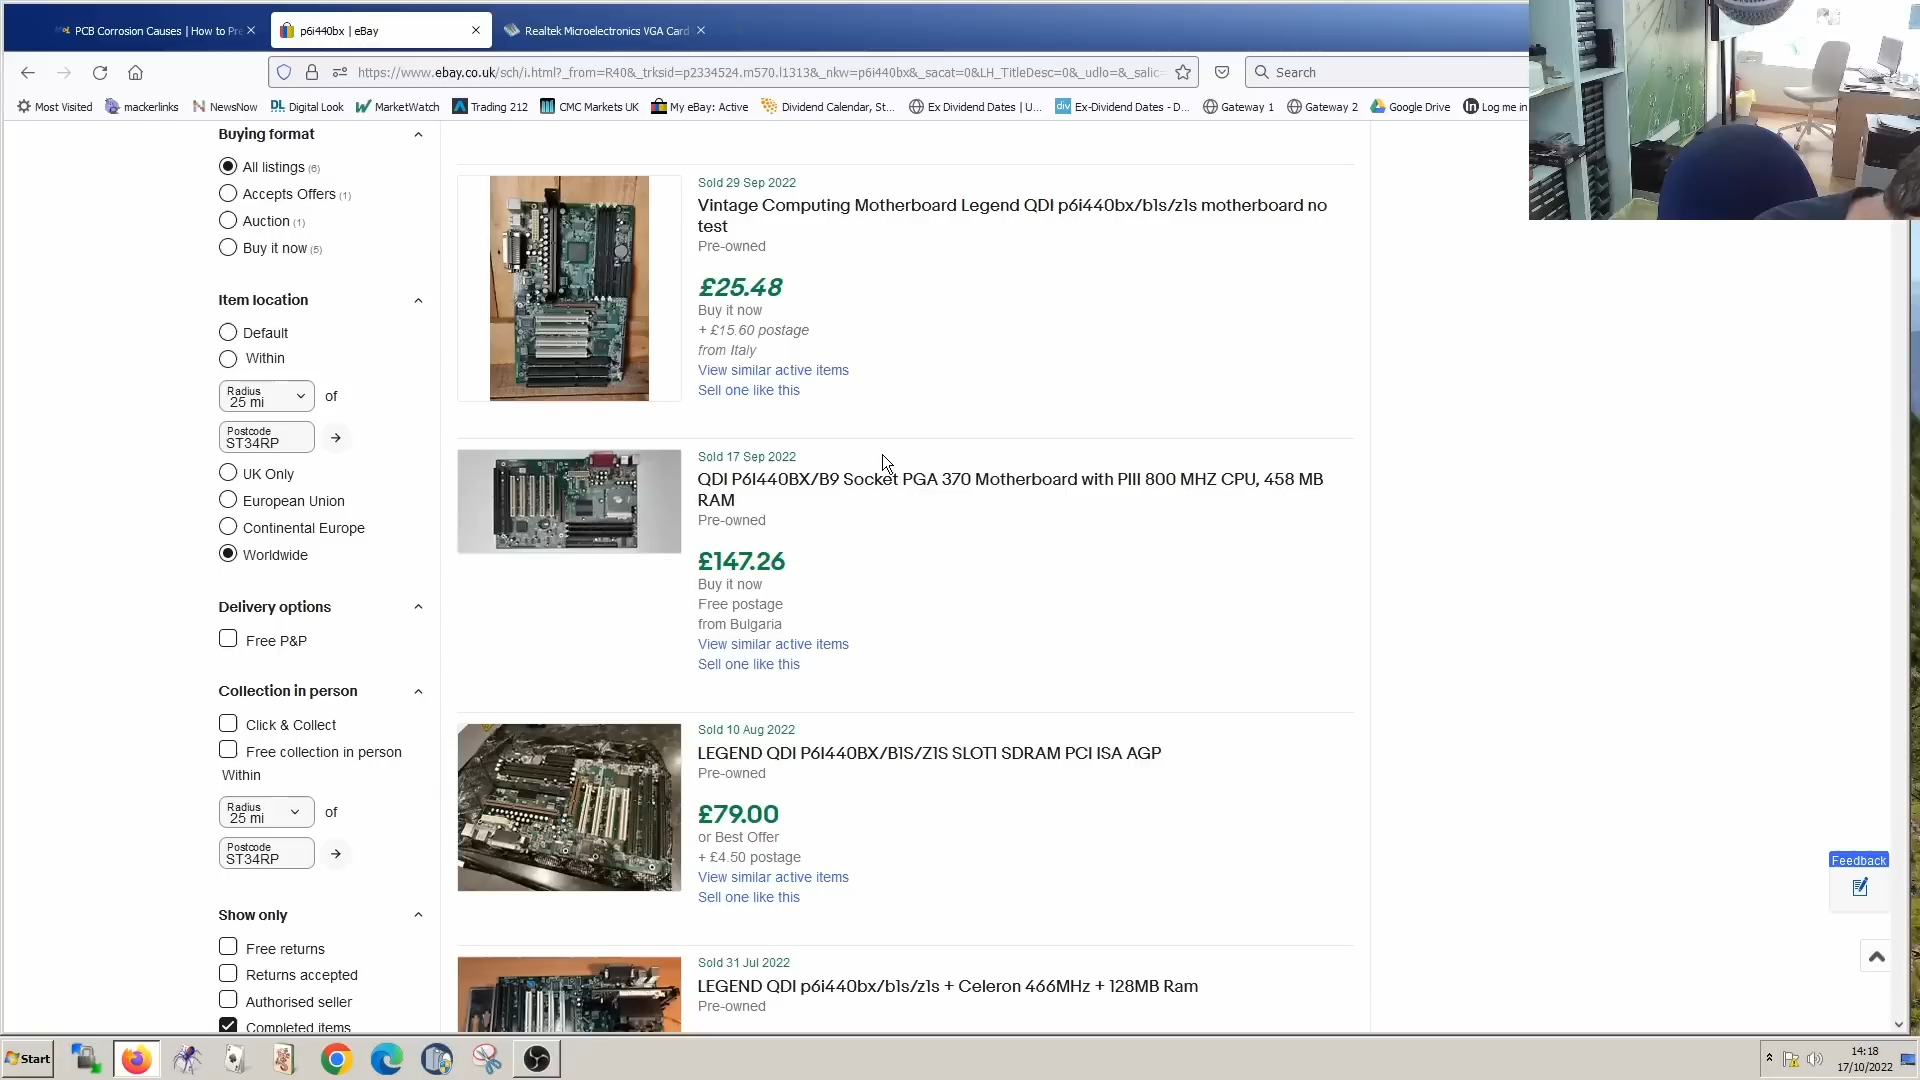 PCB Corrosion Causes | How to Pre
p6i440bx | eBay
Realtek Microelectronics VGA Card
https://www.ebay.co.uk/sch/i.html?_from=R40&_trksid=p2334524.m570.l1313&_nkw=p6i440bx&_sacat=0&LH_TitleDesc=0&_udlo=&_salic=
Search
Most Visited
mackerlinks
NewsNow
DL Digital Look
MarketWatch
Trading 212
CMC Markets UK
My eBay: Active
Dividend Calendar, St...
Ex Dividend Dates | U...
div Ex-Dividend Dates - D...
Gateway 1
Gateway 2
Google Drive
Log me in
Buying format
All listings (6)
Accepts Offers (1)
Auction (1)
Buy it now (5)
Item location
Default
Within
Radius
25 mi
of
Postcode
ST34RP
UK Only
European Union
Continental Europe
Worldwide
Delivery options
Free P&P
Collection in person
Click & Collect
Free collection in person
Within
Radius
25 mi
of
Postcode
ST34RP
Show only
Free returns
Returns accepted
Authorised seller
Completed items
Sold 29 Sep 2022
Vintage Computing Motherboard Legend QDI p6i440bx/b1s/z1s motherboard no
test
Pre-owned
£25.48
Buy it now
+ £15.60 postage
from Italy
View similar active items
Sell one like this
Sold 17 Sep 2022
QDI P6I440BX/B9 Socket PGA 370 Motherboard with PIII 800 MHZ CPU, 458 MB
RAM
Pre-owned
£147.26
Buy it now
Free postage
from Bulgaria
View similar active items
Sell one like this
Sold 10 Aug 2022
LEGEND QDI P6I440BX/B1S/Z1S SLOT1 SDRAM PCI ISA AGP
Pre-owned
£79.00
or Best Offer
+ £4.50 postage
View similar active items
Sell one like this
Sold 31 Jul 2022
LEGEND QDI p6i440bx/b1s/z1s + Celeron 466MHz + 128MB Ram
Pre-owned
Feedback
Start
14:18
17/10/2022